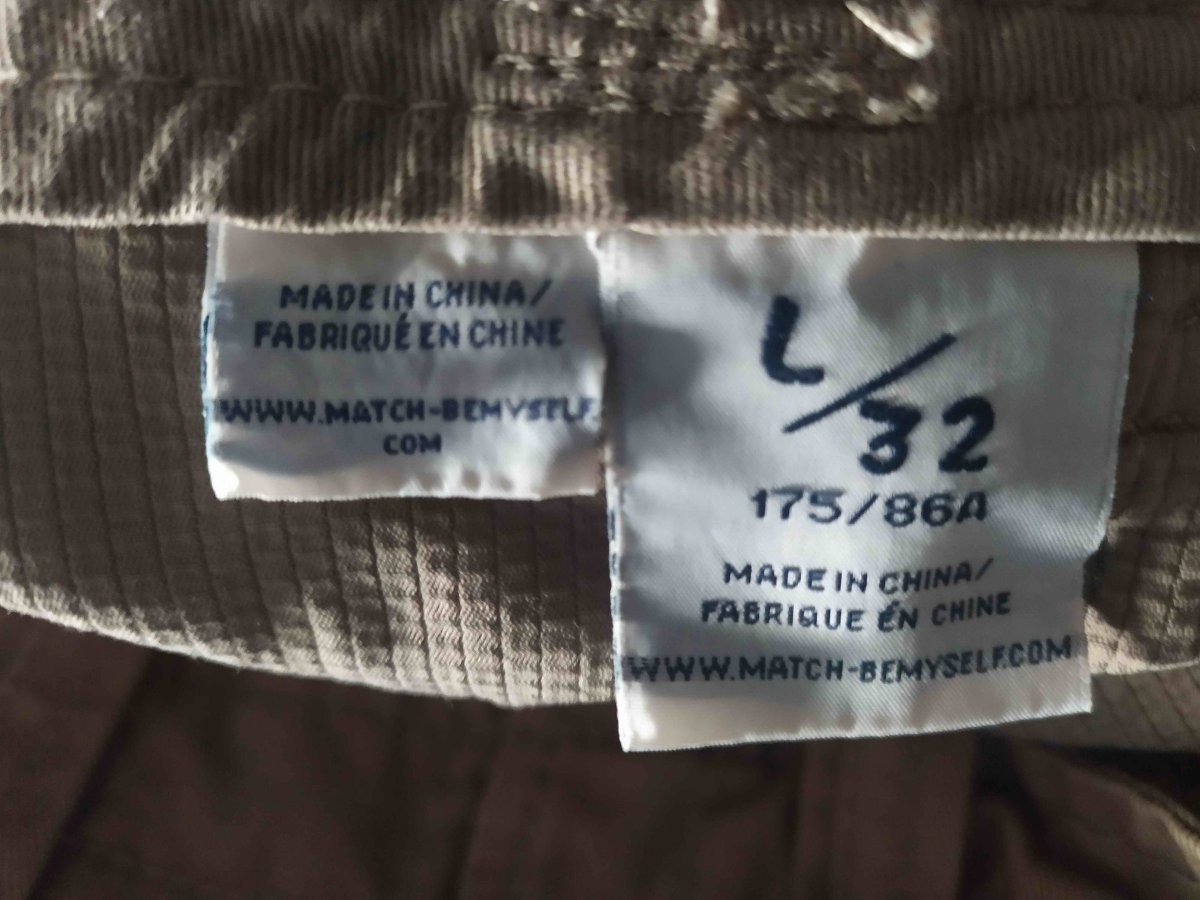 MADE IN CHINA/
FABRIQUÉ EN CHINE
WWW.MATCH-BEMYSELF.
COM
L/32
175/86A
MADE IN CHINA/
FABRIQUE ÉN CHINE
WWW.MATCH-BEMYSELF.COM